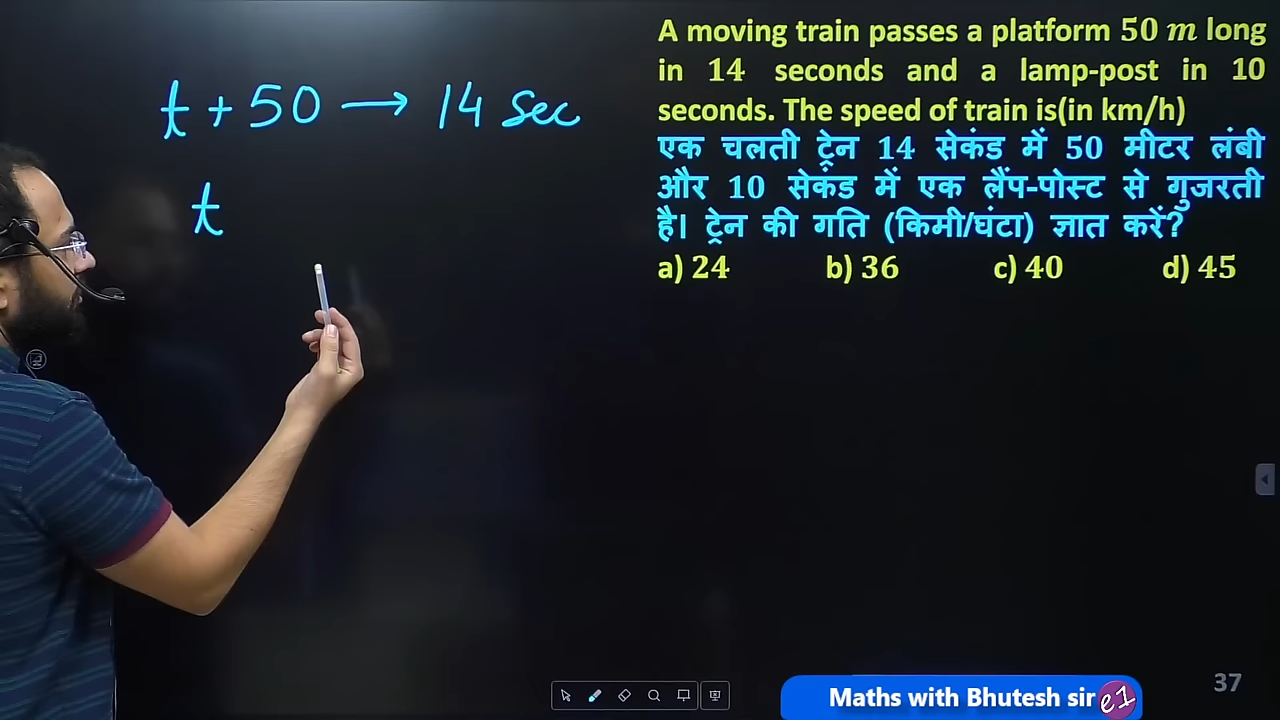 t + 50 → 14 Sec
t
A moving train passes a platform 50 m long
in 14 seconds and a lamp-post in 10
seconds. The speed of train is(in km/h)
एक चलती ट्रेन 14 सेकंड में 50 मीटर लंबी
और 10 सेकंड में एक लैंप-पोस्ट से गुजरती
है। ट्रेन की गति (किमी/घंटा) ज्ञात करें?
a) 24 b) 36 c) 40 d) 45
37
Maths with Bhutesh sir e1